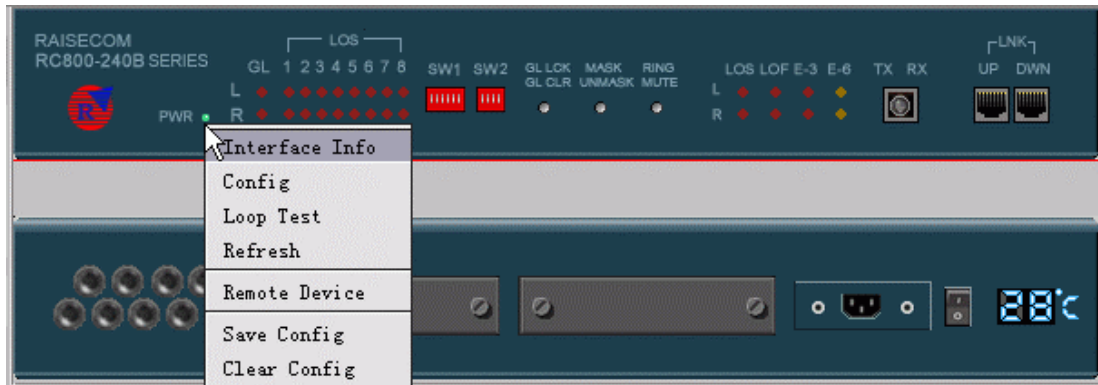 RAISECOM
RC800-240B SERIES
LOS
GL 1 2 3 4 5 6 7 8
L
R
PWR
R
SW1 SW2
GL LCK MASK RING
GL CLR UNMASK MUTE
LOS LOF E-3 E-6
L
R
TX RX
LNK
UP DWN
Interface Info
Config
Loop Test
Refresh
Remote Device
Save Config
Clear Config
28°C